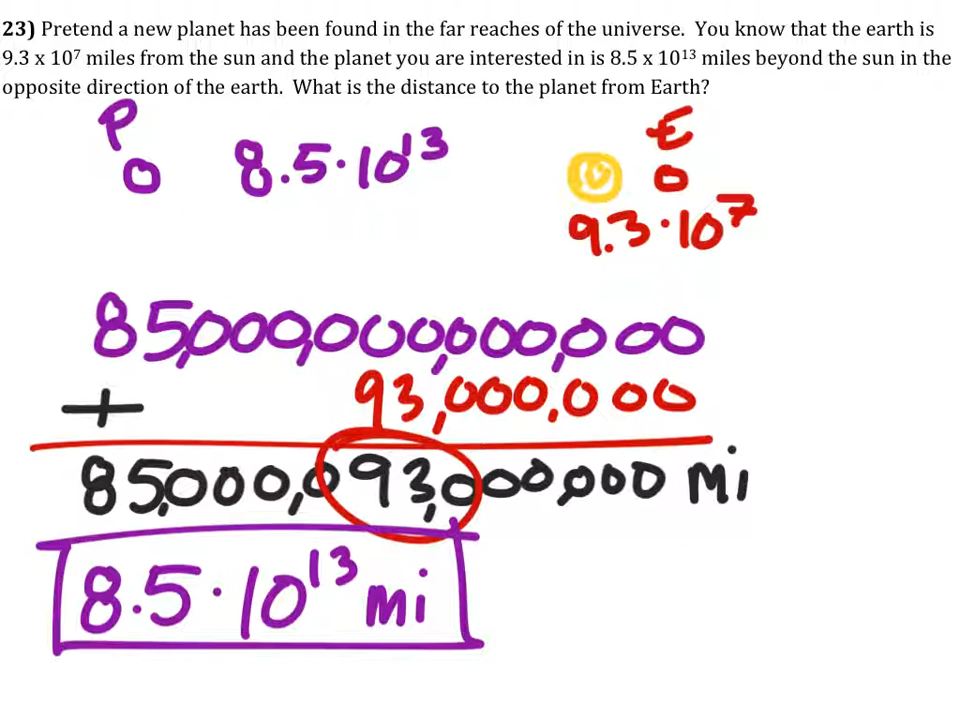 23) Pretend a new planet has been found in the far reaches of the universe. You know that the earth is
9.3 x 10⁷ miles from the sun and the planet you are interested in is 8.5 x 10¹³ miles beyond the sun in the
opposite direction of the earth. What is the distance to the planet from Earth?
P
E
8.5·10¹³
9.3·10⁷
85,000,000,000,000
+ 93,000,000
85,000,093,000,000 Mi
8.5·10¹³ mi